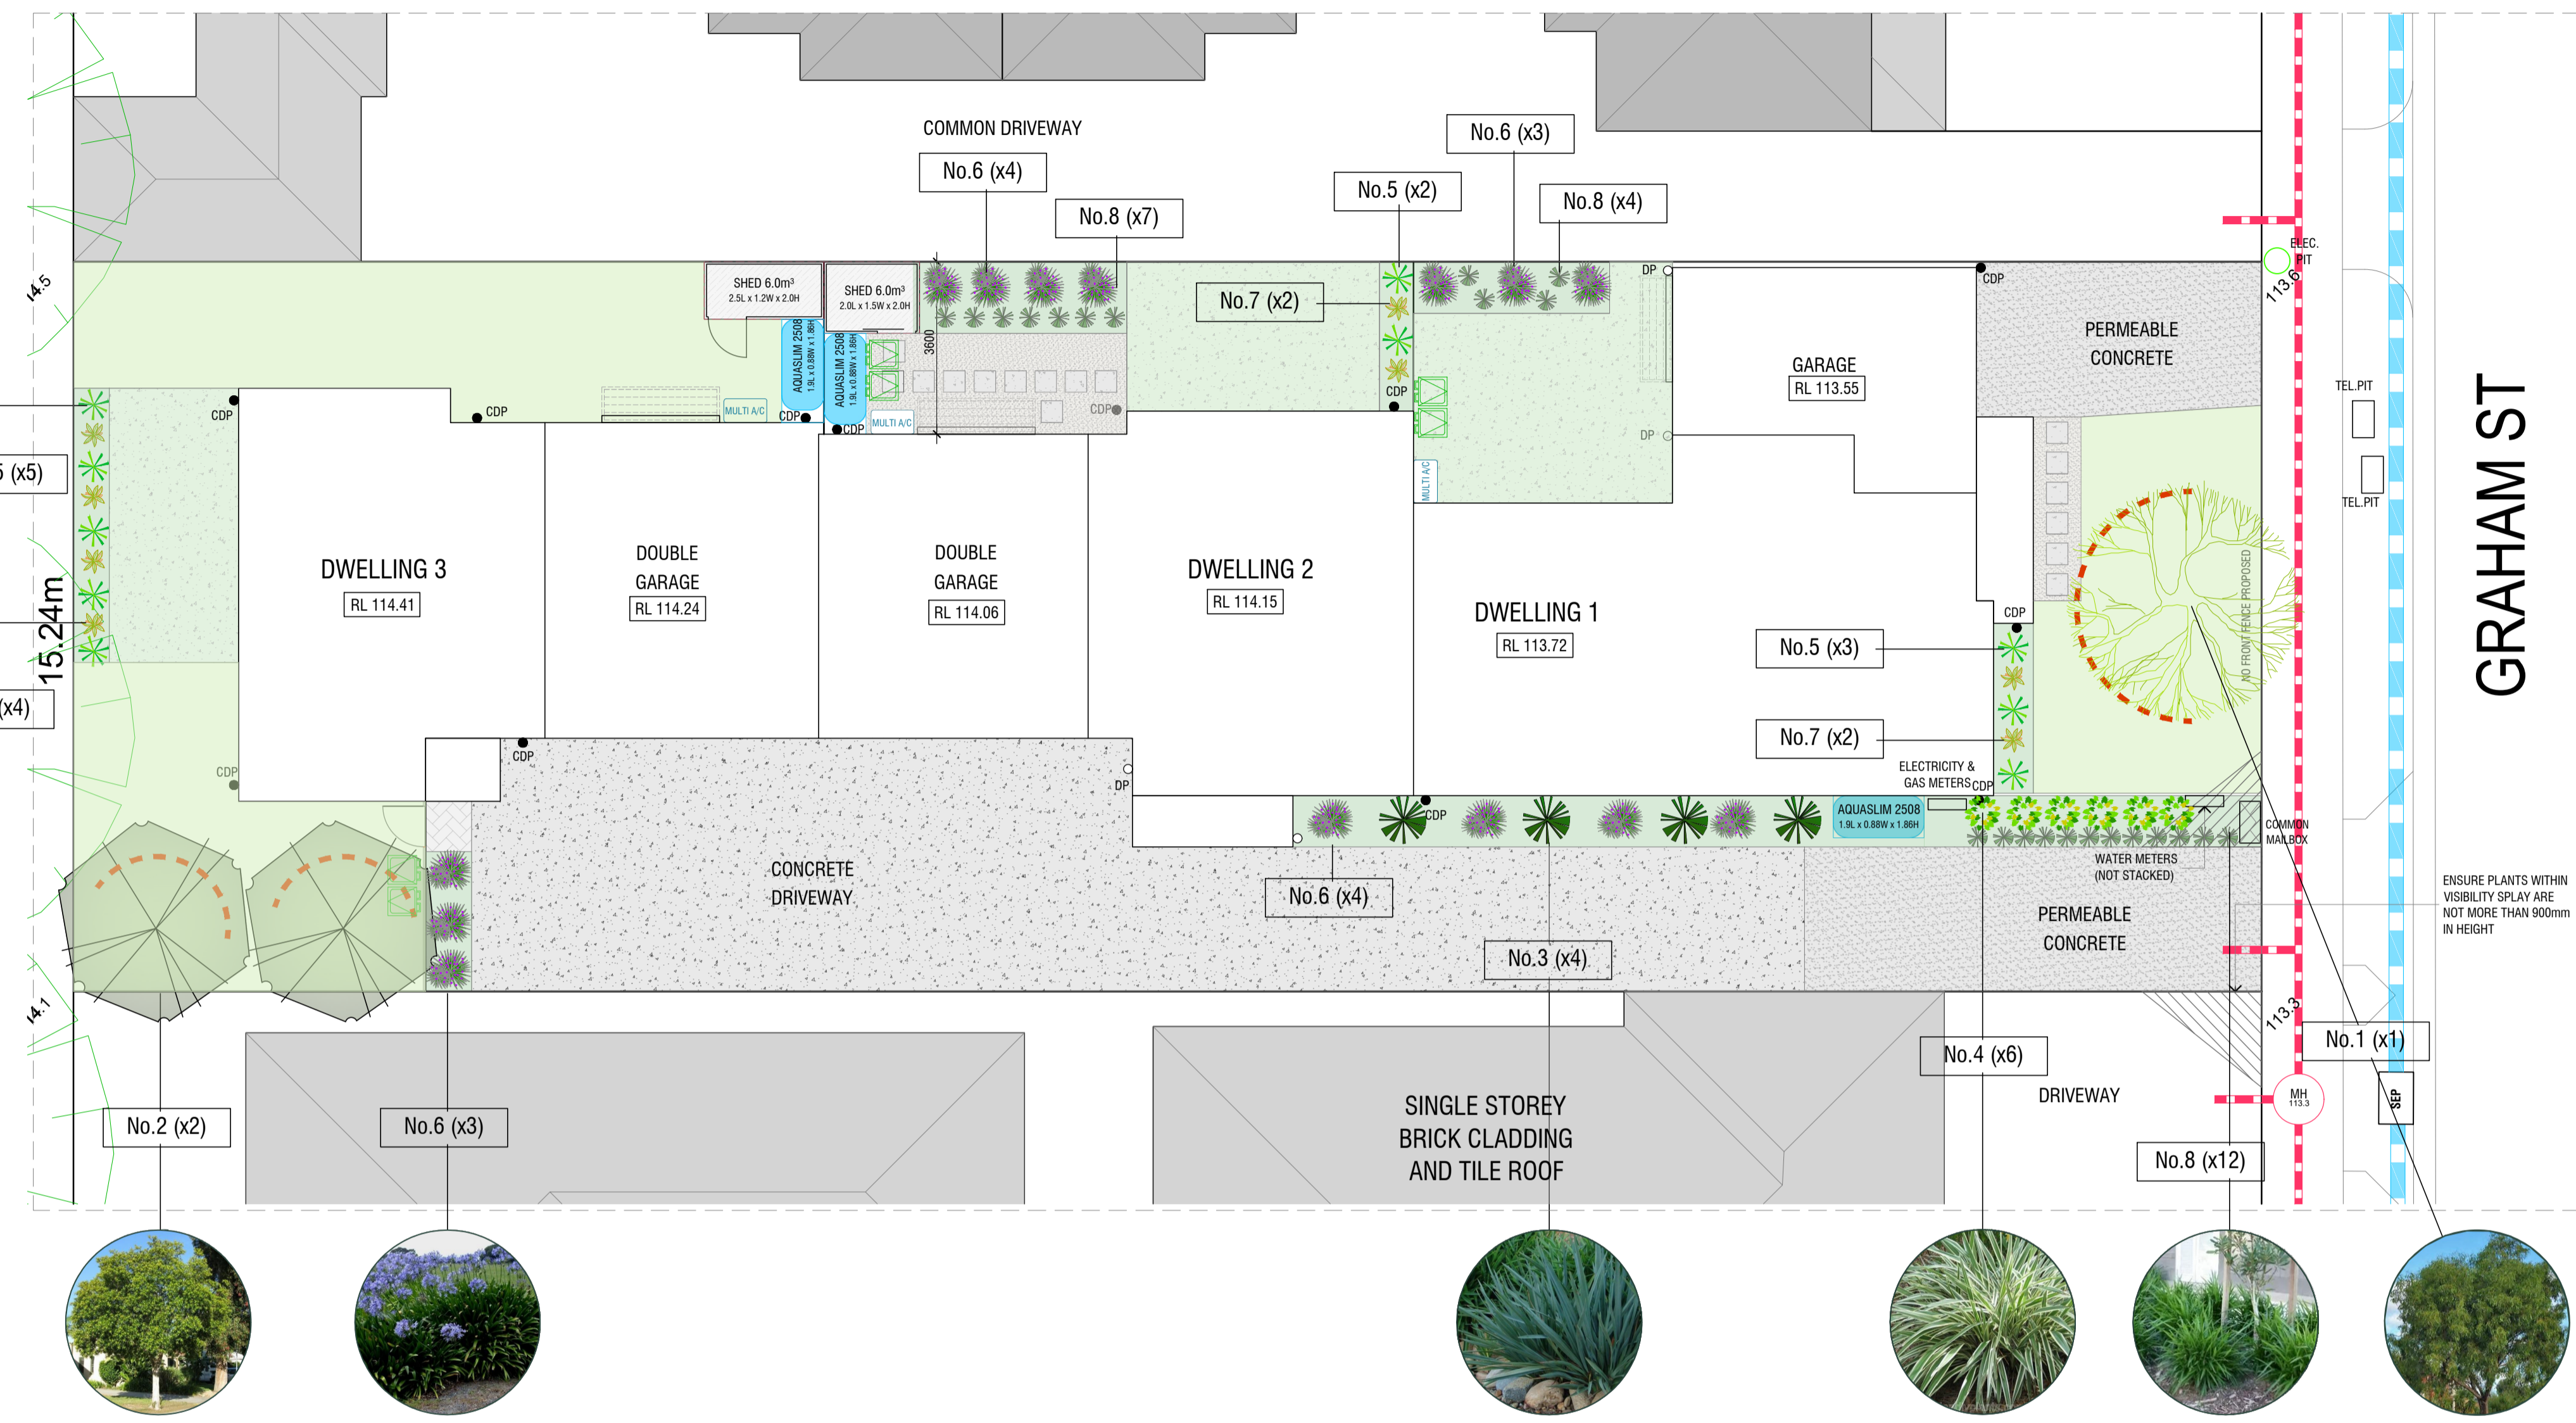 COMMON DRIVEWAY
No.6 (x4)
No.8 (x7)
No.5 (x2)
No.6 (x3)
No.8 (x4)
No.7 (x2)
SHED 6.0m³
2.5L x 1.2W x 2.0H
SHED 6.0m³
2.0L x 1.5W x 2.0H
AQUASLIM 2508
1.9L x 0.88W x 1.86H
AQUASLIM 2508
1.9L x 0.88W x 1.86H
3600
MULTI A/C
MULTI A/C
MULTI A/C
CDP
CDP
CDP
CDP
CDP
CDP
DP
DP
CDP
GARAGE
RL 113.55
PERMEABLE
CONCRETE
ELEC.
PIT
113.6
TEL.PIT
TEL.PIT
GRAHAM ST
14.5
5 (x5)
15.24m
(x4)
14.1
DWELLING 3
RL 114.41
DOUBLE
GARAGE
RL 114.24
DOUBLE
GARAGE
RL 114.06
DWELLING 2
RL 114.15
DWELLING 1
RL 113.72
No.5 (x3)
No.7 (x2)
CDP
NO FRONT FENCE PROPOSED
ELECTRICITY &
GAS METERS
CDP
CDP
CDP
DP
CDP
AQUASLIM 2508
1.9L x 0.88W x 1.86H
COMMON
MAILBOX
WATER METERS
(NOT STACKED)
CONCRETE
DRIVEWAY
No.6 (x4)
No.3 (x4)
PERMEABLE
CONCRETE
ENSURE PLANTS WITHIN
VISIBILITY SPLAY ARE
NOT MORE THAN 900mm
IN HEIGHT
113.3
No.1 (x1)
No.4 (x6)
DRIVEWAY
MH
113.3
SEP
No.2 (x2)
No.6 (x3)
SINGLE STOREY
BRICK CLADDING
AND TILE ROOF
No.8 (x12)